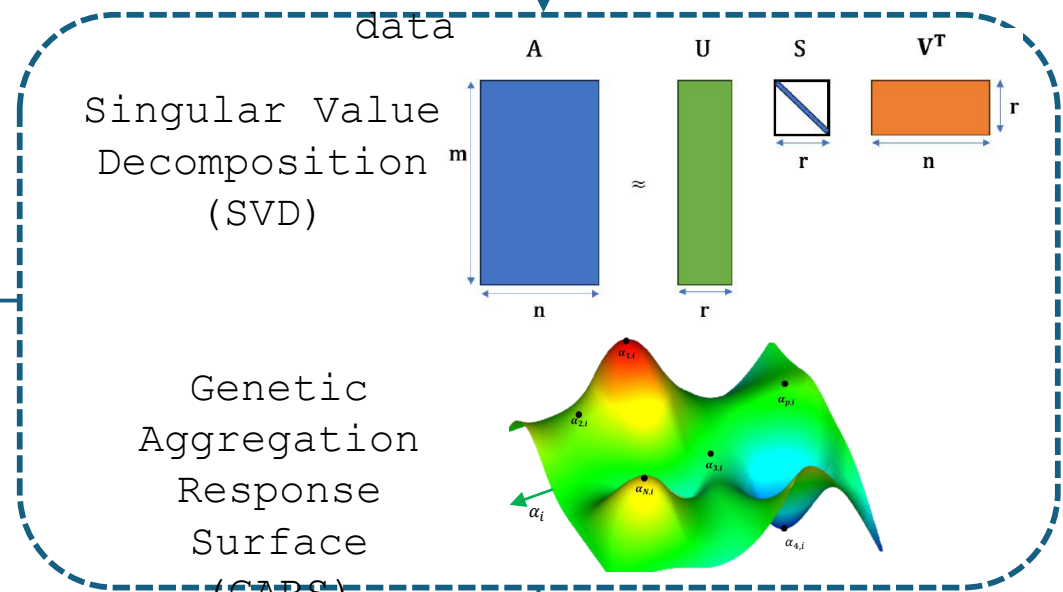 data
A
U
S
V^T
Singular Value
Decomposition
(SVD)
m
≈
r
r
n
n
r
Genetic
Aggregation
Response
Surface
(GARS)
α_{1,i}
α_{2,i}
α_{p,i}
α_{3,i}
α_{N,i}
α_i
α_{4,i}